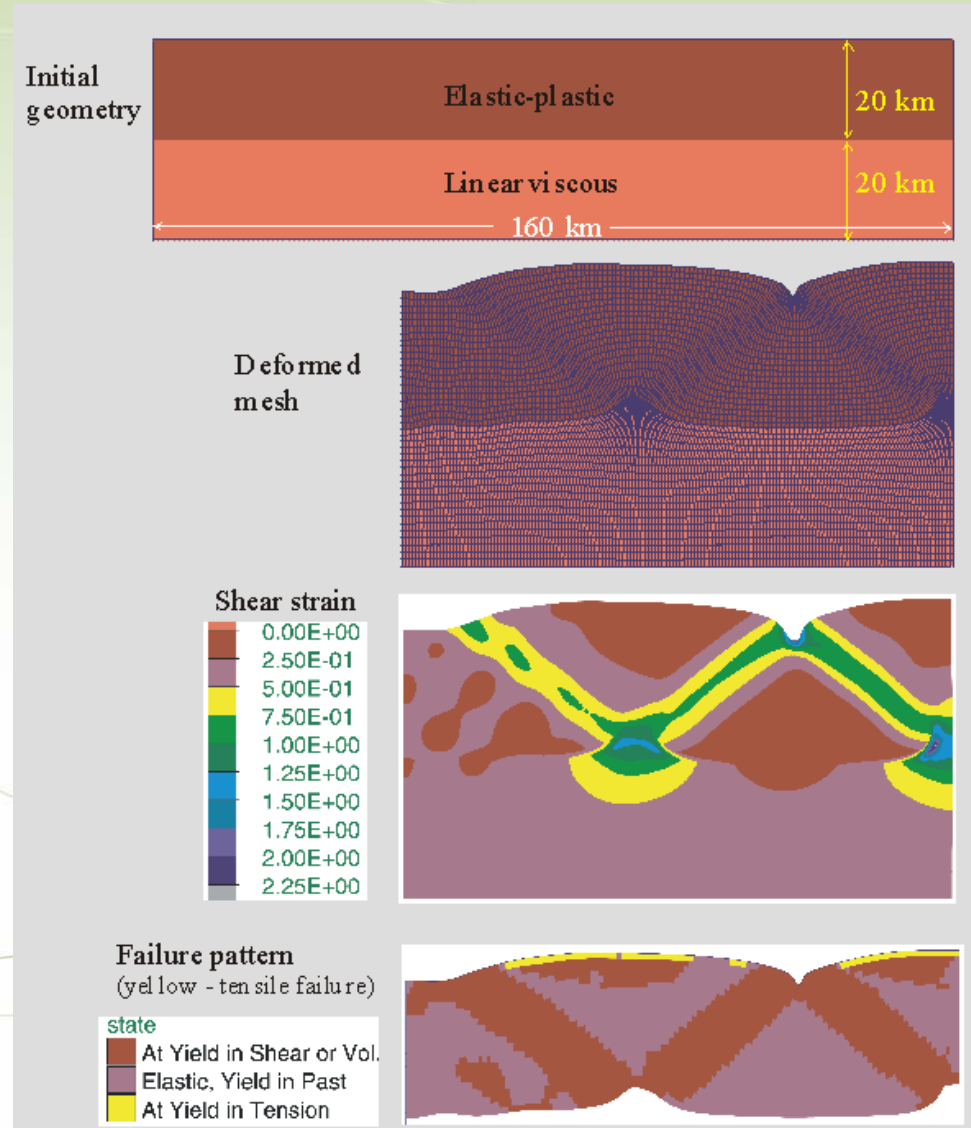 Initial
geometry
Elastic-plastic
20 km
Linear viscous
20 km
160 km
Deformed
mesh
Shear strain
0.00E+00
2.50E-01
5.00E-01
7.50E-01
1.00E+00
1.25E+00
1.50E+00
1.75E+00
2.00E+00
2.25E+00
Failure pattern
(yellow - tensile failure)
state
At Yield in Shear or Vol.
Elastic, Yield in Past
At Yield in Tension